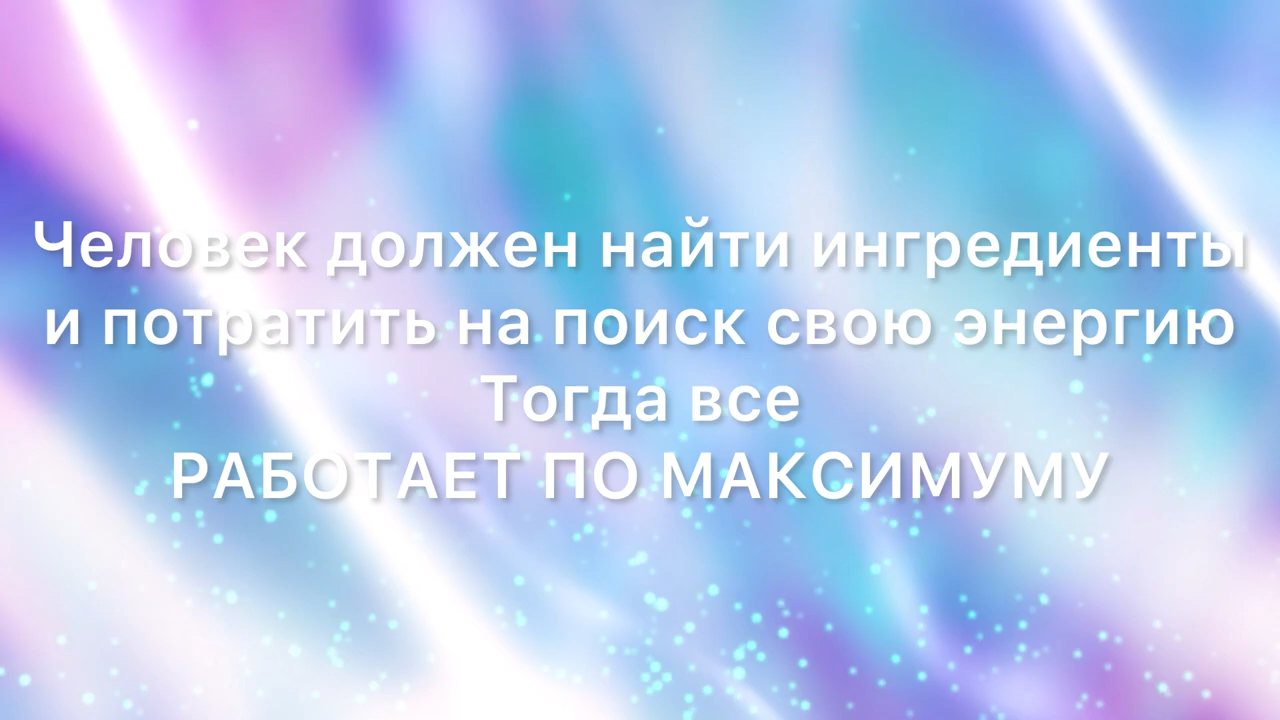 Человек должен найти ингредиенты
и потратить на поиск свою энергию
Тогда все
РАБОТАЕТ ПО МАКСИМУМУ